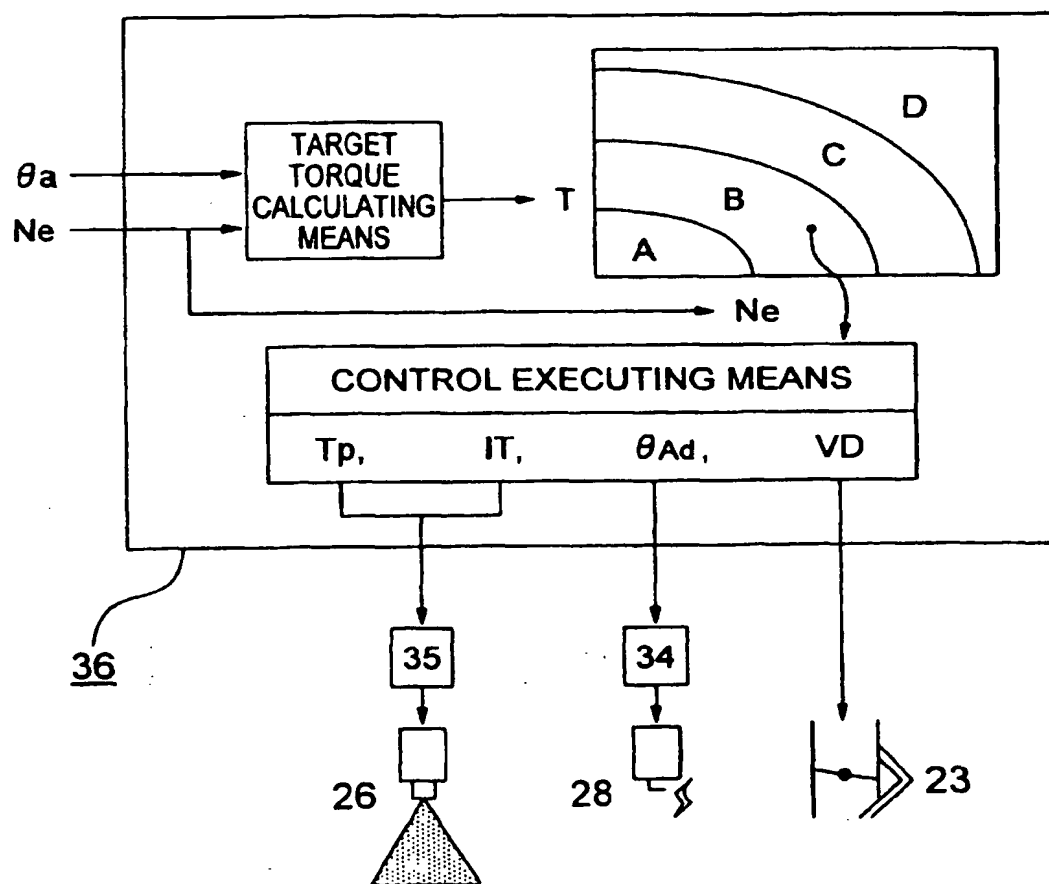 θa
Ne
TARGET
TORQUE
CALCULATING
MEANS
T
A
B
C
D
Ne
CONTROL EXECUTING MEANS
Tp, IT, θAd, VD
36
35
34
26
28
23